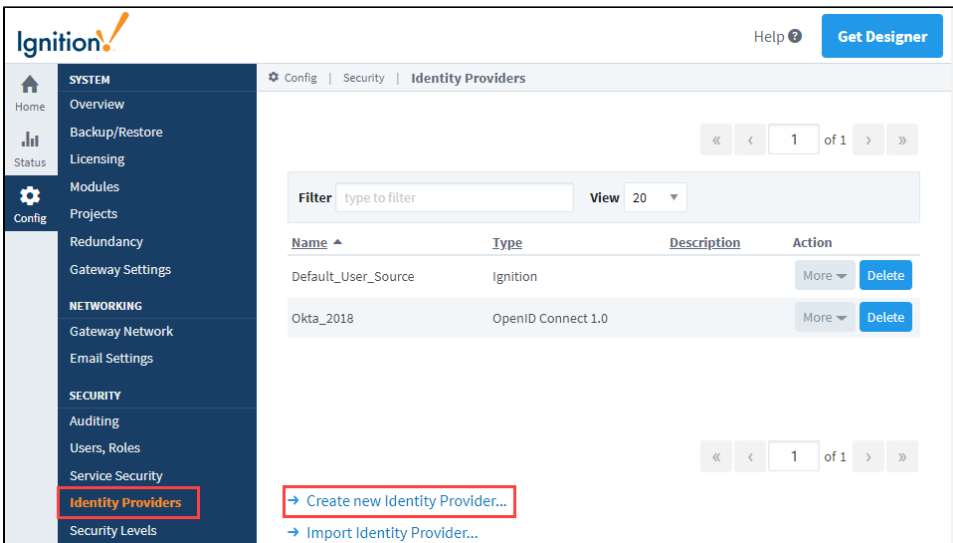 Ignition!
Help ?
Get Designer
Home
Status
Config
SYSTEM
Overview
Backup/Restore
Licensing
Modules
Projects
Redundancy
Gateway Settings
NETWORKING
Gateway Network
Email Settings
SECURITY
Auditing
Users, Roles
Service Security
Identity Providers
Security Levels
Config | Security | Identity Providers
« ‹ 1 of 1 › »
Filter type to filter View 20
Name Type Description Action
Default_User_Source Ignition More Delete
Okta_2018 OpenID Connect 1.0 More Delete
« ‹ 1 of 1 › »
→ Create new Identity Provider...
→ Import Identity Provider...